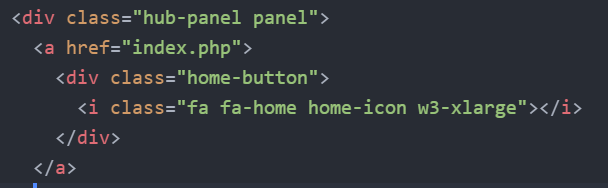 <div class="hub-panel panel">
<a href="index.php">
<div class="home-button">
<i class="fa fa-home home-icon w3-xlarge"></i>
</div>
</a>